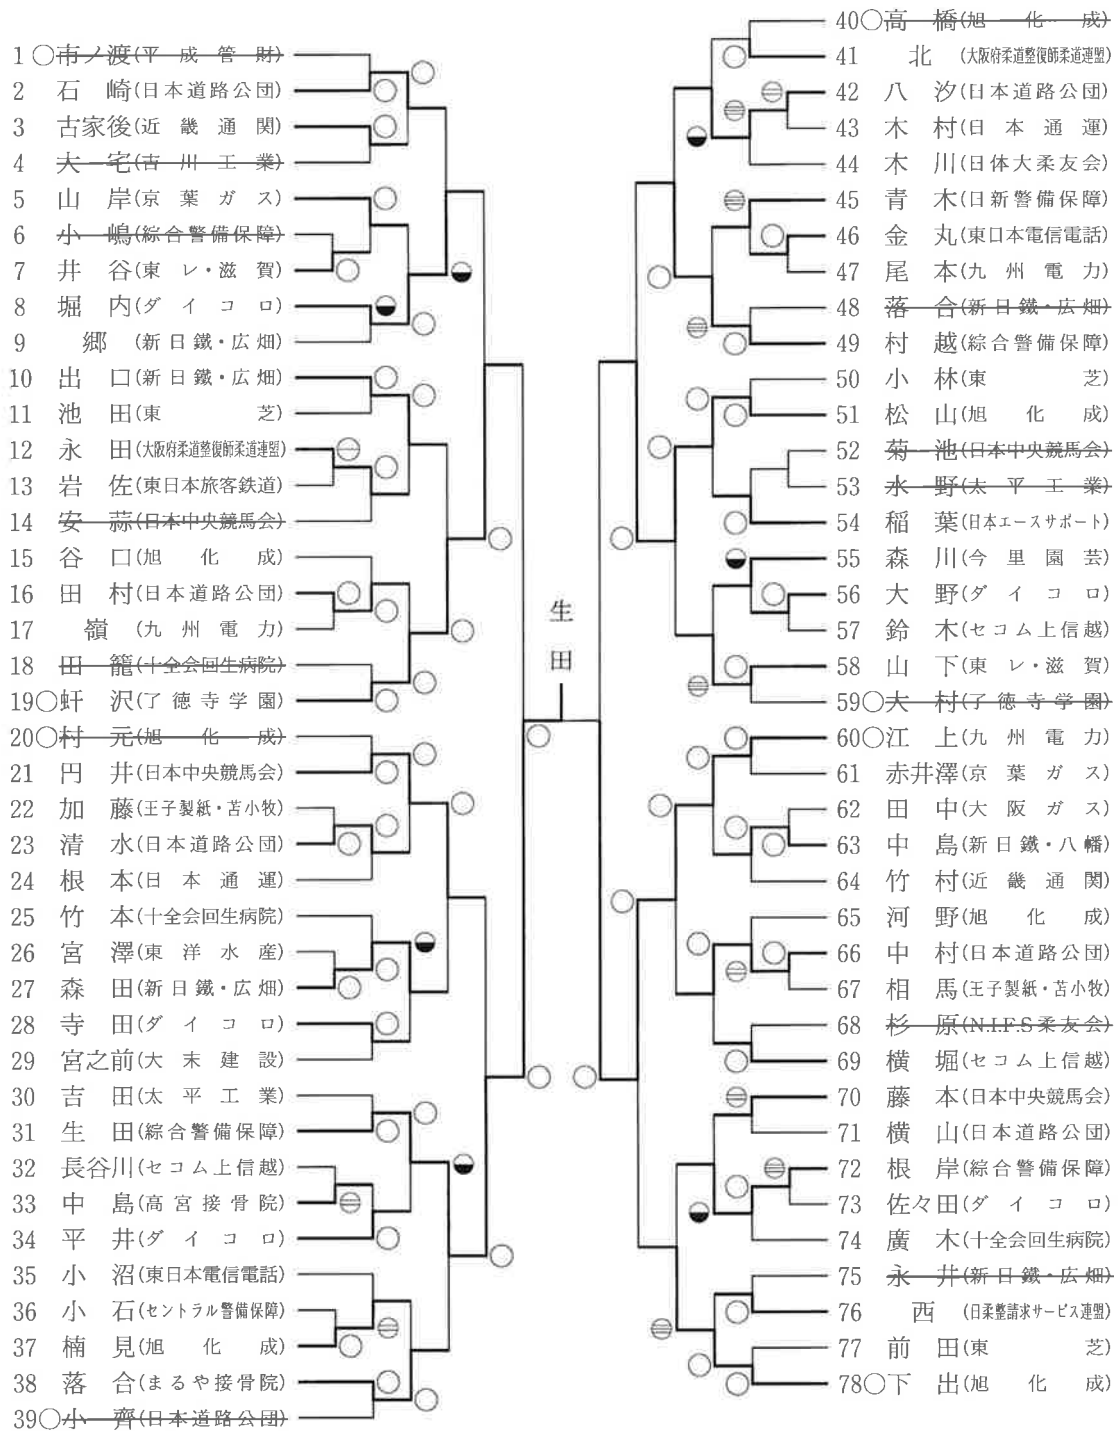 1 ○市ノ渡(平成管財)
2 石崎(日本道路公団)
3 古家後(近畿通関)
4 大宅(吉川工業)
5 山岸(京葉ガス)
6 小嶋(綜合警備保障)
7 井谷(東レ・滋賀)
8 堀内(ダイコロ)
9 郷(新日鐵・広畑)
10 出口(新日鐵・広畑)
11 池田(東芝)
12 永田(大阪府柔道整復師柔道連盟)
13 岩佐(東日本旅客鉄道)
14 安蒜(日本中央競馬会)
15 谷口(旭化成)
16 田村(日本道路公団)
17 嶺(九州電力)
18 田籠(十全会回生病院)
19○虷沢(了徳寺学園)
20○村元(旭化成)
21 円井(日本中央競馬会)
22 加藤(王子製紙・苫小牧)
23 清水(日本道路公団)
24 根本(日本通運)
25 竹本(十全会回生病院)
26 宮澤(東洋水産)
27 森田(新日鐵・広畑)
28 寺田(ダイコロ)
29 宮之前(大末建設)
30 吉田(太平工業)
31 生田(綜合警備保障)
32 長谷川(セコム上信越)
33 中島(高宮接骨院)
34 平井(ダイコロ)
35 小沼(東日本電信電話)
36 小石(セントラル警備保障)
37 楠見(旭化成)
38 落合(まるや接骨院)
39○小齊(日本道路公団)
生田
40○高橋(旭化成)
41 北(大阪府柔道整復師柔道連盟)
42 八汐(日本道路公団)
43 木村(日本通運)
44 木川(日体大柔友会)
45 青木(日新警備保障)
46 金丸(東日本電信電話)
47 尾本(九州電力)
48 落合(新日鐵・広畑)
49 村越(綜合警備保障)
50 小林(東芝)
51 松山(旭化成)
52 菊池(日本中央競馬会)
53 水野(太平工業)
54 稲葉(日本エースサポート)
55 森川(今里園芸)
56 大野(ダイコロ)
57 鈴木(セコム上信越)
58 山下(東レ・滋賀)
59○大村(了徳寺学園)
60○江上(九州電力)
61 赤井澤(京葉ガス)
62 田中(大阪ガス)
63 中島(新日鐵・八幡)
64 竹村(近畿通関)
65 河野(旭化成)
66 中村(日本道路公団)
67 相馬(王子製紙・苫小牧)
68 杉原(N.I.F.S柔友会)
69 横堀(セコム上信越)
70 藤本(日本中央競馬会)
71 横山(日本道路公団)
72 根岸(綜合警備保障)
73 佐々田(ダイコロ)
74 廣木(十全会回生病院)
75 永井(新日鐵・広畑)
76 西(日柔整請求サービス連盟)
77 前田(東芝)
78○下出(旭化成)